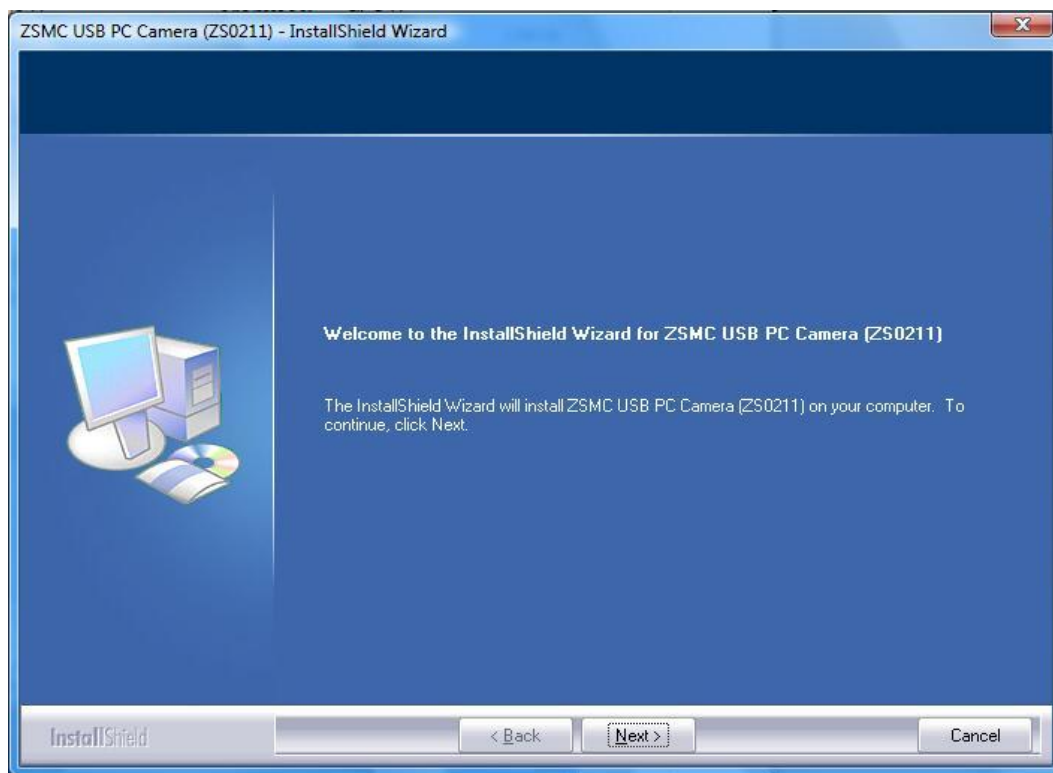 ZSMC USB PC Camera (ZS0211) - InstallShield Wizard
Welcome to the InstallShield Wizard for ZSMC USB PC Camera (ZS0211)
The InstallShield Wizard will install ZSMC USB PC Camera (ZS0211) on your computer. To
continue, click Next.
InstallShield
< Back
Next >
Cancel